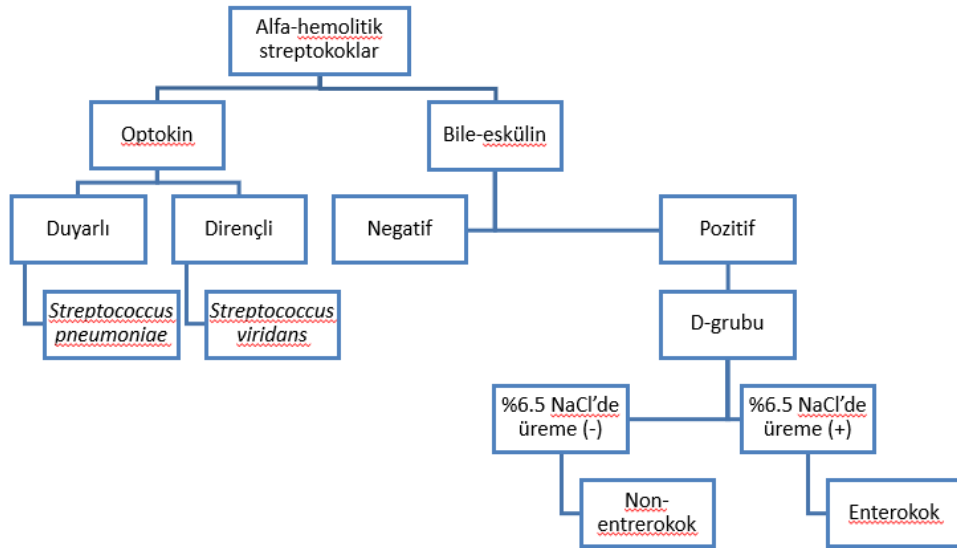 Alfa-hemolitik
streptokoklar
Optokin
Bile-eskülin
Duyarlı
Dirençli
Negatif
Pozitif
Streptococcus
pneumoniae
Streptococcus
viridans
D-grubu
%6.5 NaCl’de
üreme (-)
%6.5 NaCl’de
üreme (+)
Non-
entrerokok
Enterokok